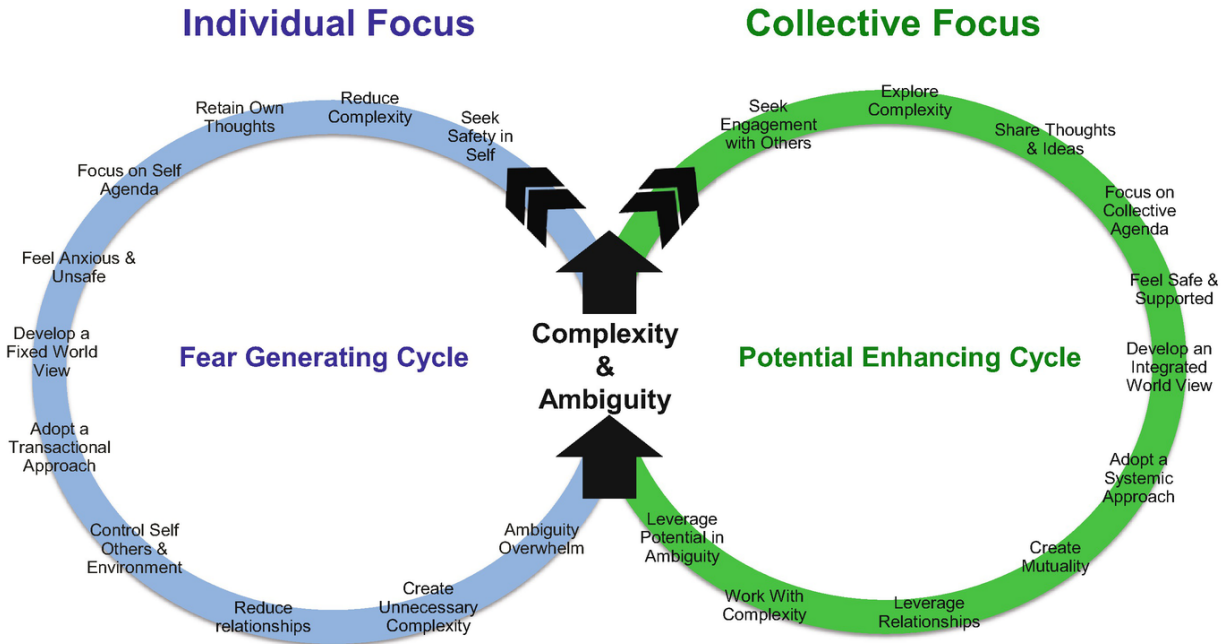 Individual Focus
Collective Focus
Seek
Safety in
Self
Reduce
Complexity
Retain Own
Thoughts
Focus on Self
Agenda
Feel Anxious &
Unsafe
Develop a
Fixed World
View
Adopt a
Transactional
Approach
Control Self
Others &
Environment
Reduce
relationships
Create
Unnecessary
Complexity
Ambiguity
Overwhelm
Fear Generating Cycle
Complexity
&
Ambiguity
Potential Enhancing Cycle
Seek
Engagement
with Others
Explore
Complexity
Share Thoughts
& Ideas
Focus on
Collective
Agenda
Feel Safe &
Supported
Develop an
Integrated
World View
Adopt a
Systemic
Approach
Create
Mutuality
Leverage
Relationships
Work With
Complexity
Leverage
Potential in
Ambiguity